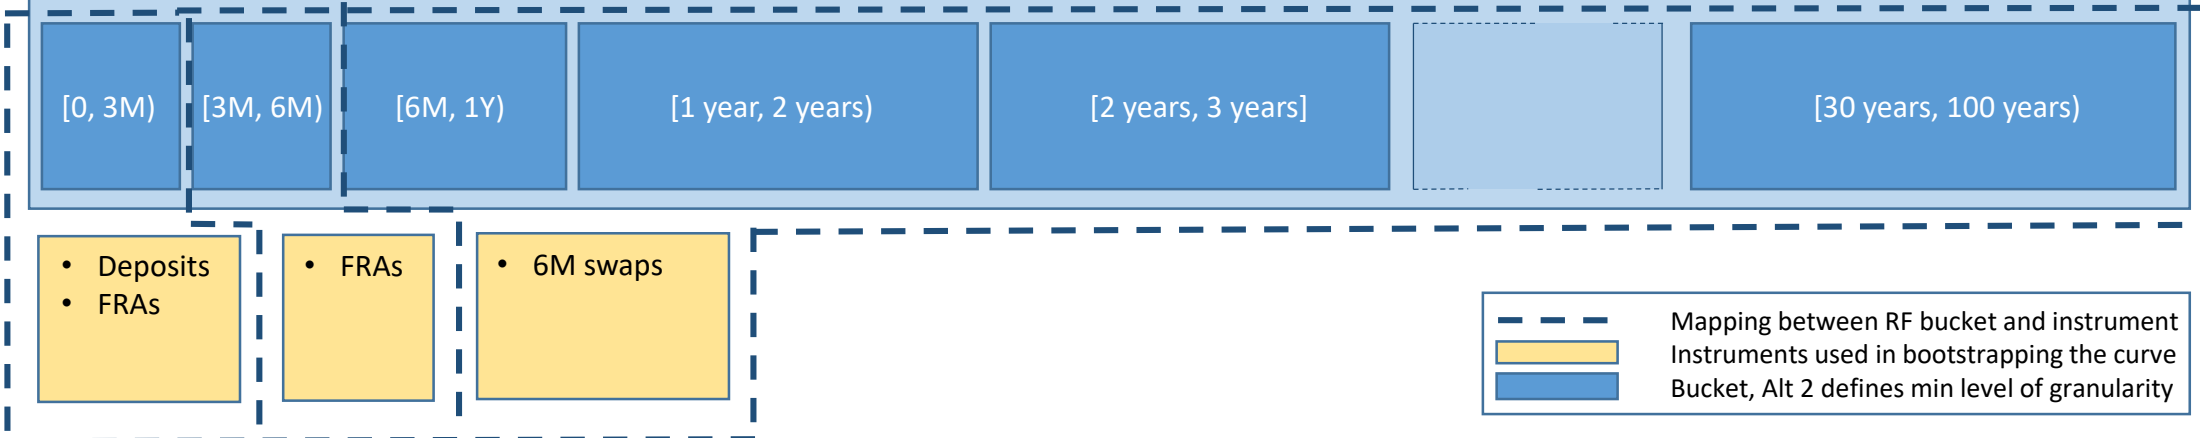 [0, 3M)
[3M, 6M)
[6M, 1Y)
[1 year, 2 years)
[2 years, 3 years]
[30 years, 100 years)
• Deposits
• FRAs
• FRAs
• 6M swaps
Mapping between RF bucket and instrument
Instruments used in bootstrapping the curve
Bucket, Alt 2 defines min level of granularity